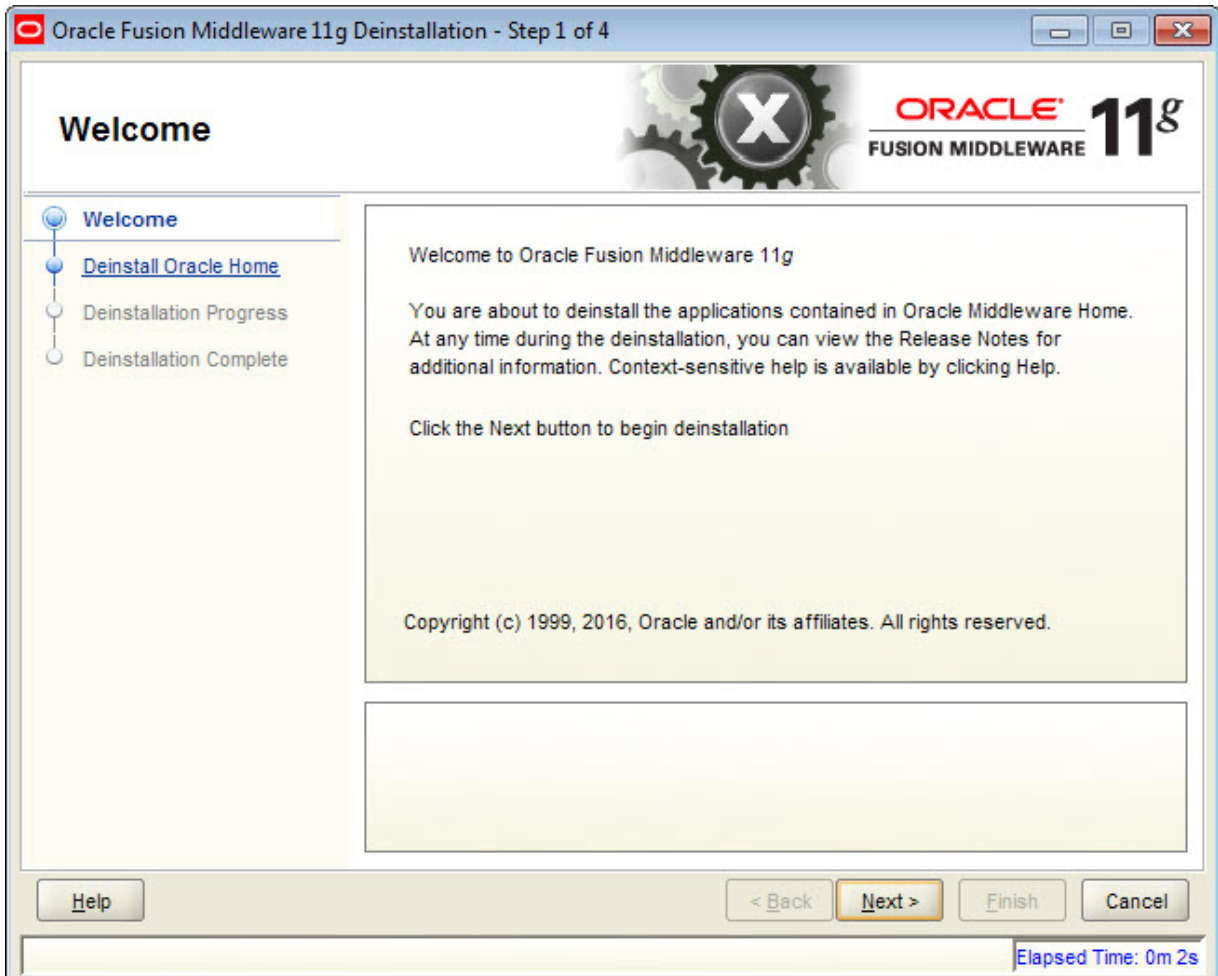 Oracle Fusion Middleware 11g Deinstallation - Step 1 of 4
Welcome
X
ORACLE®
FUSION MIDDLEWARE 11g
Welcome
Deinstall Oracle Home
Deinstallation Progress
Deinstallation Complete
Welcome to Oracle Fusion Middleware 11g
You are about to deinstall the applications contained in Oracle Middleware Home.
At any time during the deinstallation, you can view the Release Notes for
additional information. Context-sensitive help is available by clicking Help.
Click the Next button to begin deinstallation
Copyright (c) 1999, 2016, Oracle and/or its affiliates. All rights reserved.
Help
< Back
Next >
Finish
Cancel
Elapsed Time: 0m 2s